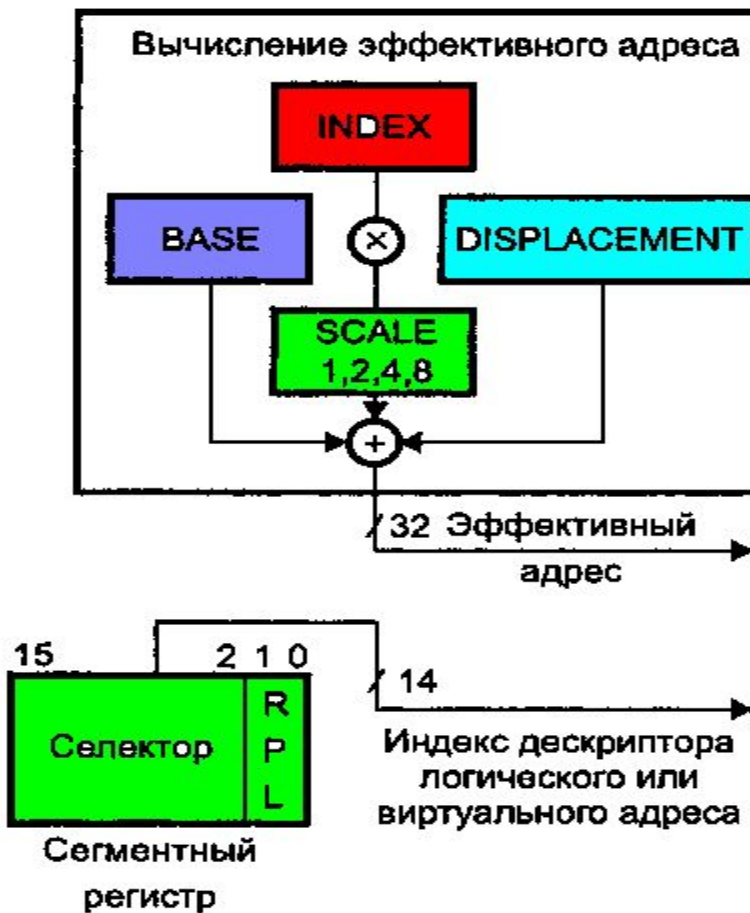 Вычисление эффективного адреса
INDEX
BASE
×
DISPLACEMENT
SCALE
1,2,4,8
+
32 Эффективный
адрес
15 2 1 0
14
Селектор
R
P
L
Индекс дескриптора
логического или
виртуального адреса
Сегментный
регистр